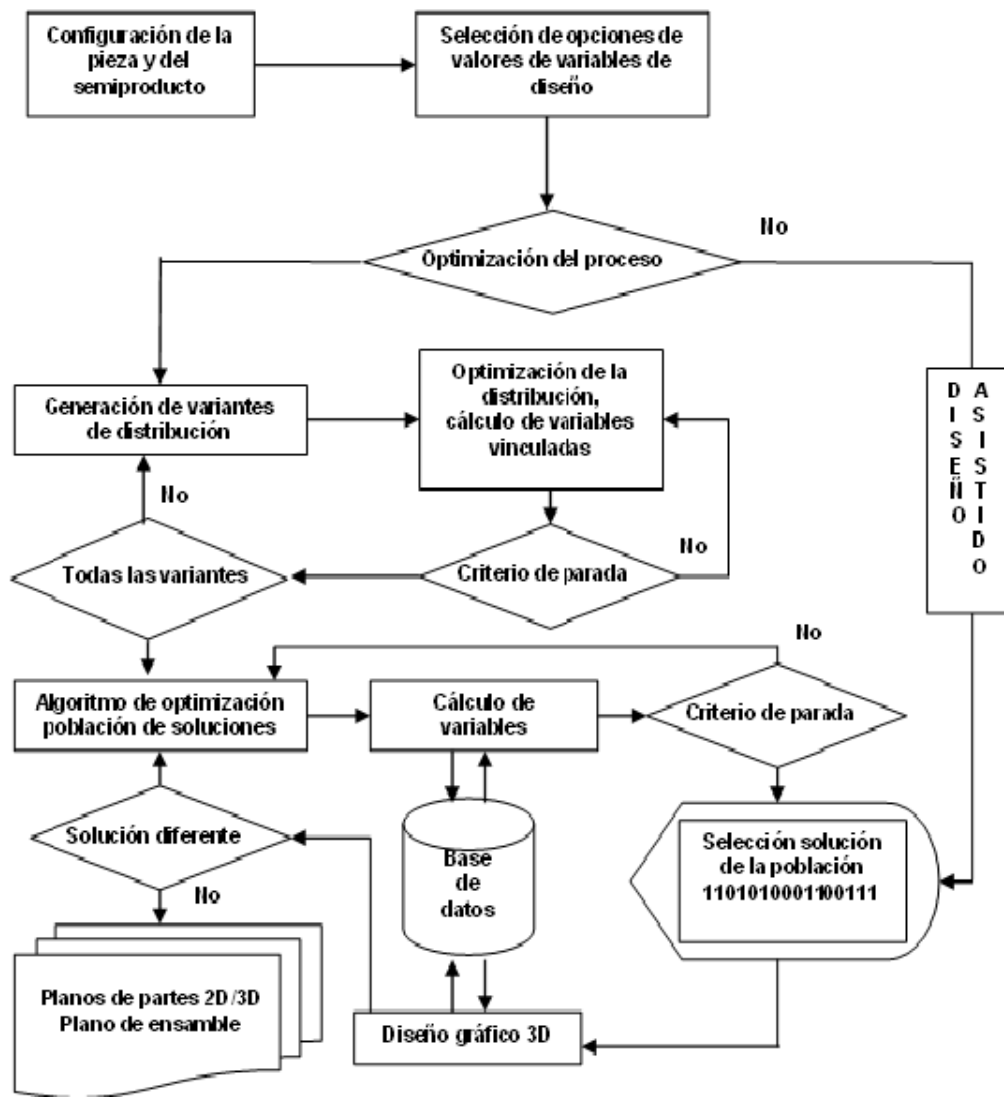 Configuración de la
pieza y del
semiproducto
Selección de opciones de
valores de variables de
diseño
No
Optimización del proceso
Optimización de la
distribución,
cálculo de variables
vinculadas
Generación de variantes
de distribución
DISEÑO
ASISTIDO
No
No
Todas las variantes
Criterio de parada
No
Algoritmo de optimización
población de soluciones
Cálculo de
variables
Criterio de parada
Solución diferente
Base
de
datos
Selección solución
de la población
1101010001100111
No
Planos de partes 2D/3D
Plano de ensamble
Diseño gráfico 3D